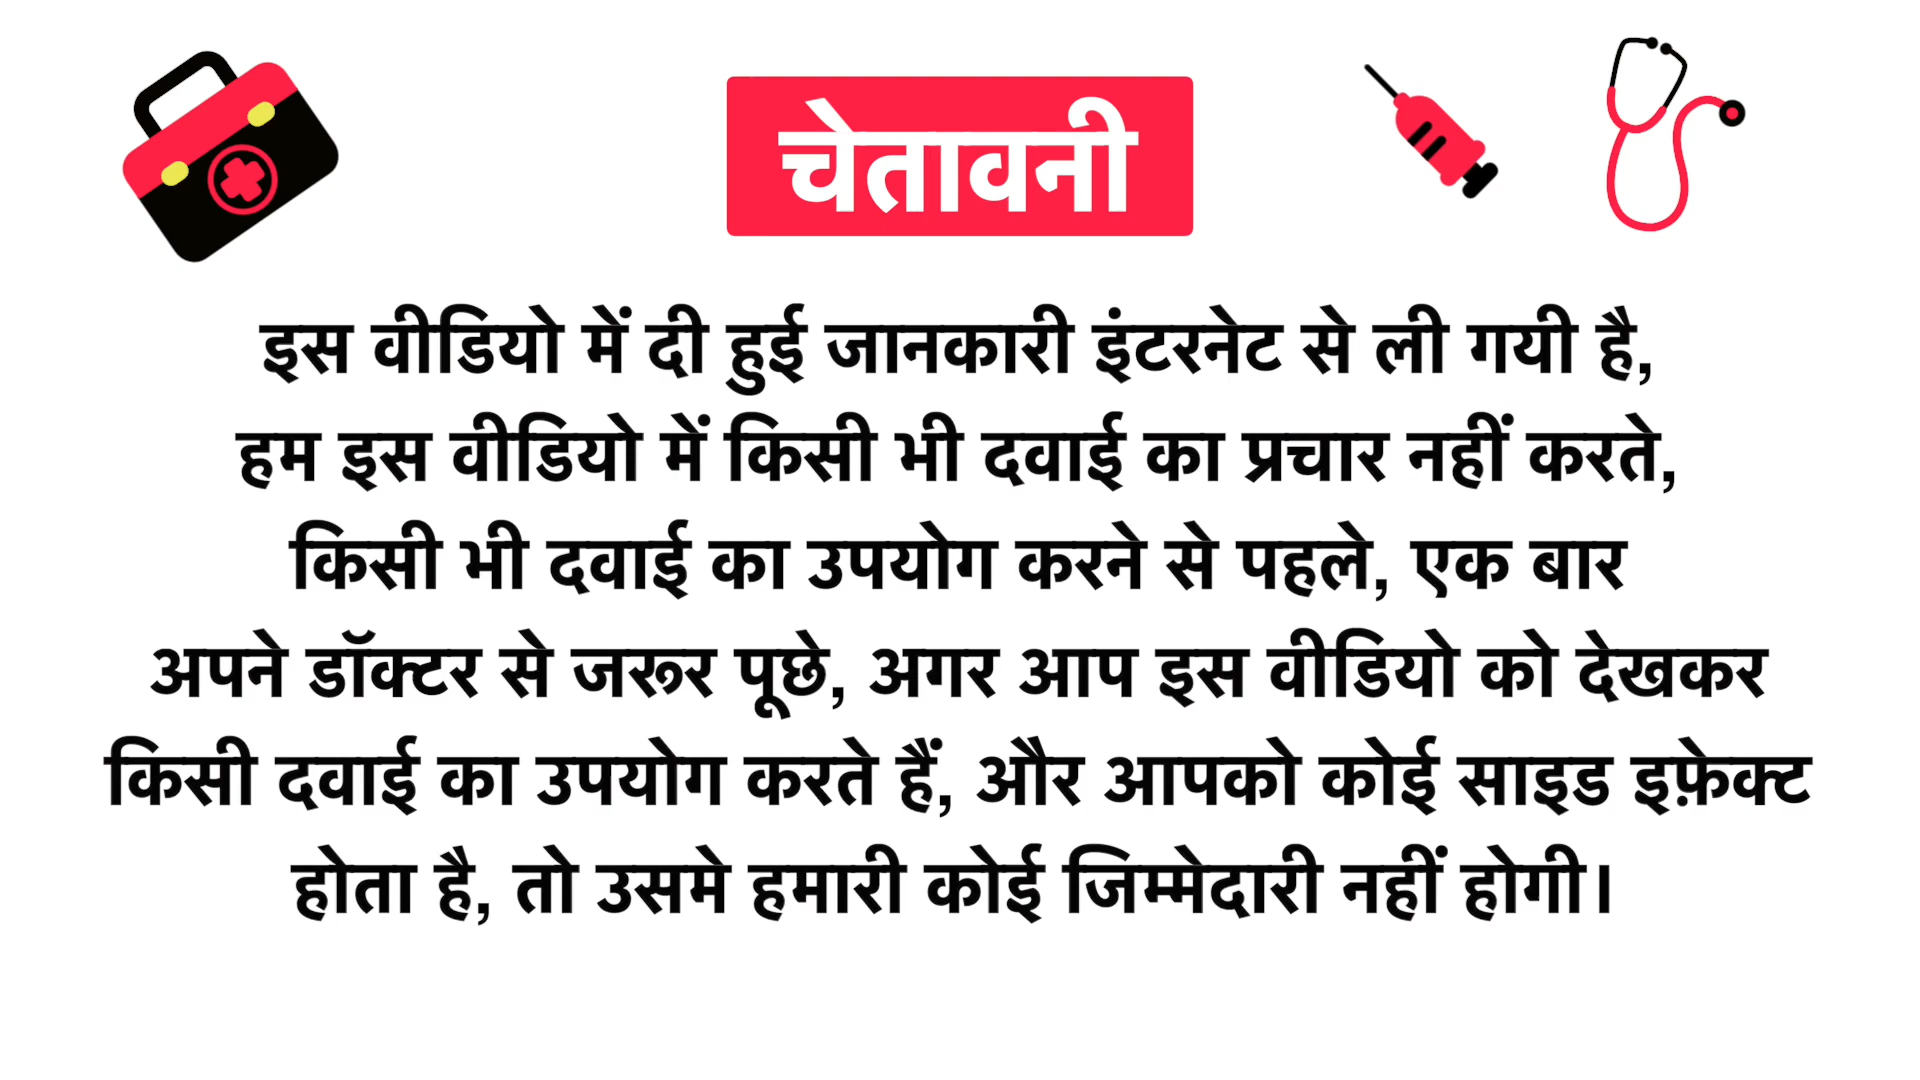 चेतावनी
इस वीडियो में दी हुई जानकारी इंटरनेट से ली गयी है,
हम इस वीडियो में किसी भी दवाई का प्रचार नहीं करते,
किसी भी दवाई का उपयोग करने से पहले, एक बार
अपने डॉक्टर से जरूर पूछे, अगर आप इस वीडियो को देखकर
किसी दवाई का उपयोग करते हैं, और आपको कोई साइड इफ़ेक्ट
होता है, तो उसमे हमारी कोई जिम्मेदारी नहीं होगी।